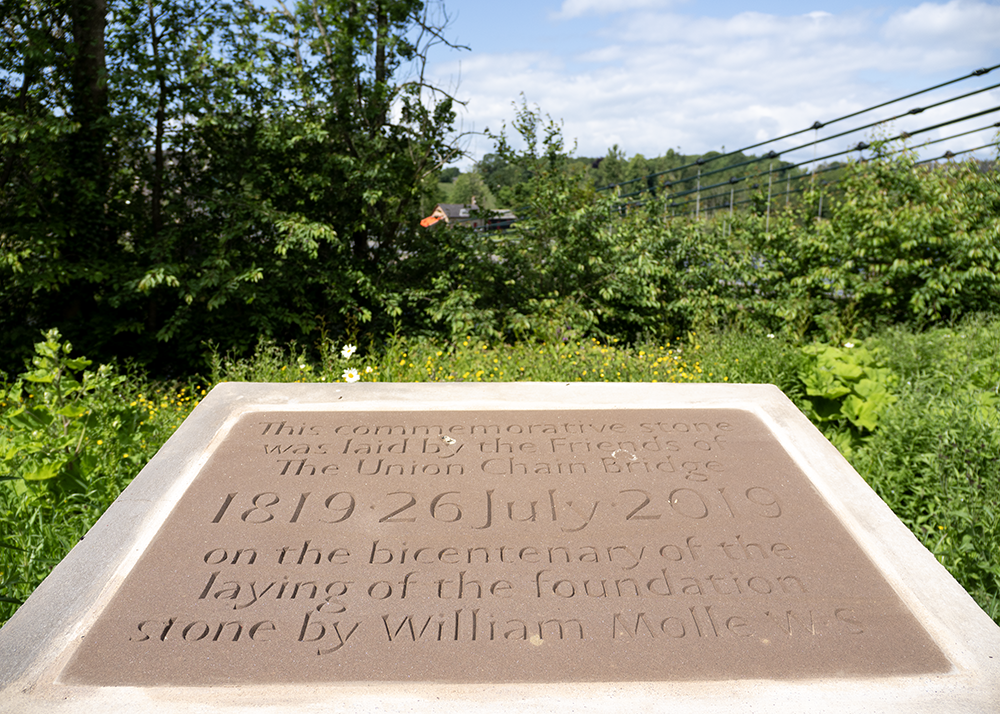 This commemorative stone
was laid by the Friends of
The Union Chain Bridge
1819·26 July·2019
on the bicentenary of the
laying of the foundation
stone by William Molle W·S